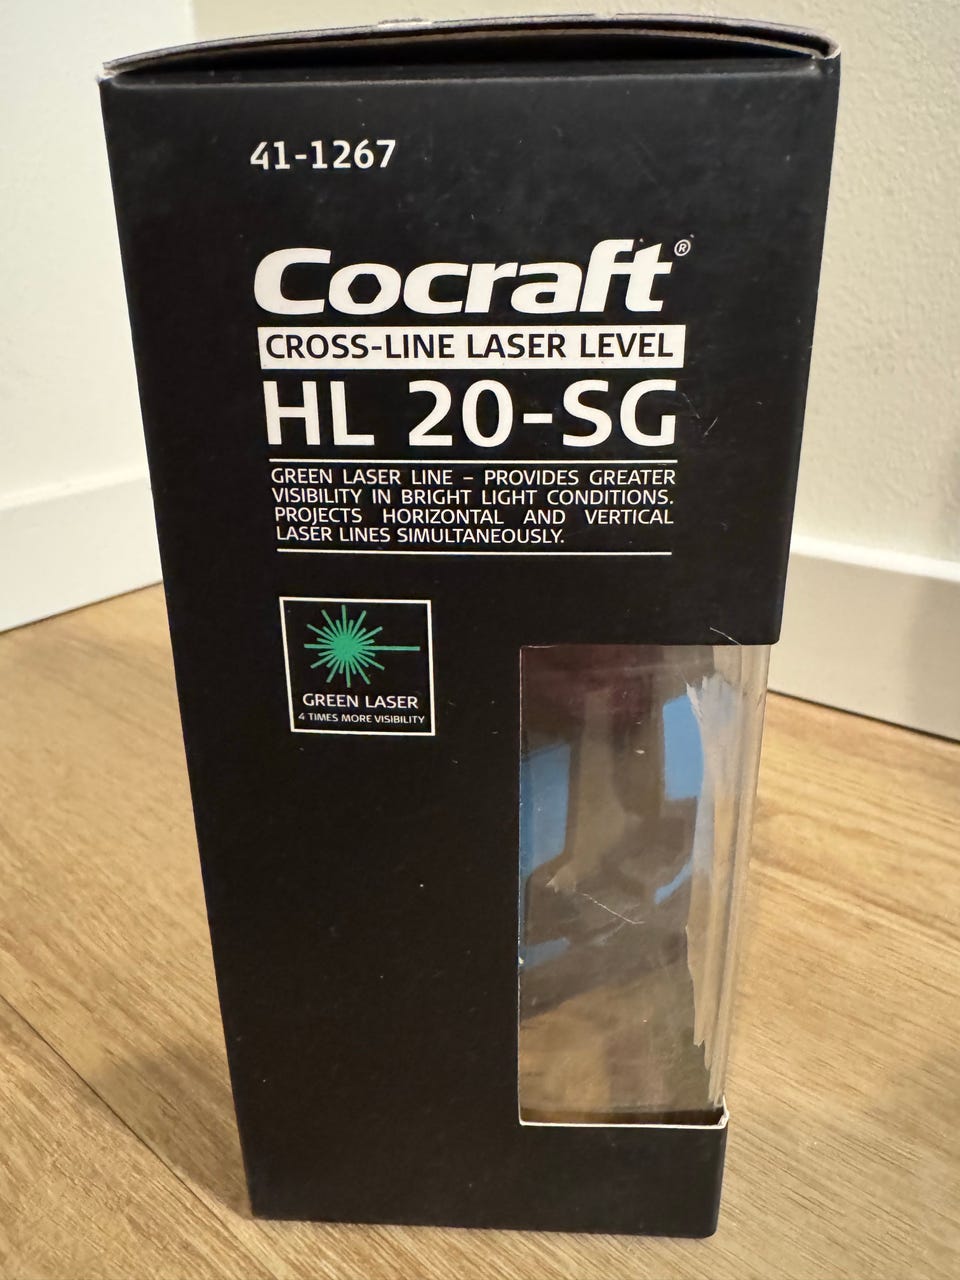 41-1267
Cocraft®
CROSS-LINE LASER LEVEL
HL 20-SG
GREEN LASER LINE – PROVIDES GREATER
VISIBILITY IN BRIGHT LIGHT CONDITIONS.
PROJECTS HORIZONTAL AND VERTICAL
LASER LINES SIMULTANEOUSLY.
GREEN LASER
4 TIMES MORE VISIBILITY